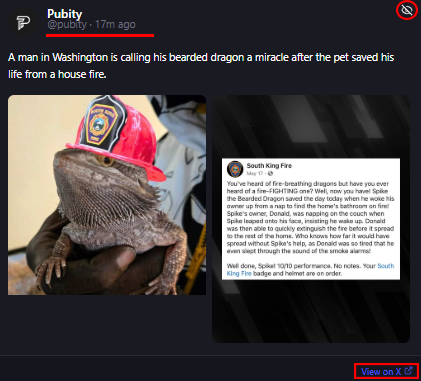 Pubity
@pubity · 17m ago
A man in Washington is calling his bearded dragon a miracle after the pet saved his
life from a house fire.
South King Fire
May 17 ·
You've heard of fire-breathing dragons but have you ever
heard of a fire-FIGHTING one? Well, now you have! Spike
the Bearded Dragon saved the day today when he woke his
owner up from a nap to find the home's bathroom on fire!
Spike's owner, Donald, was napping on the couch when
Spike leaped onto his face, insisting he wake up. Donald
was then able to quickly extinguish the fire before it spread
to the rest of the home. Who knows how far it would have
spread without Spike's help, as Donald was so tired that he
even slept through the sound of the smoke alarms!
Well done, Spike! 10/10 performance. No notes. Your South
King Fire badge and helmet are on order.
View on X